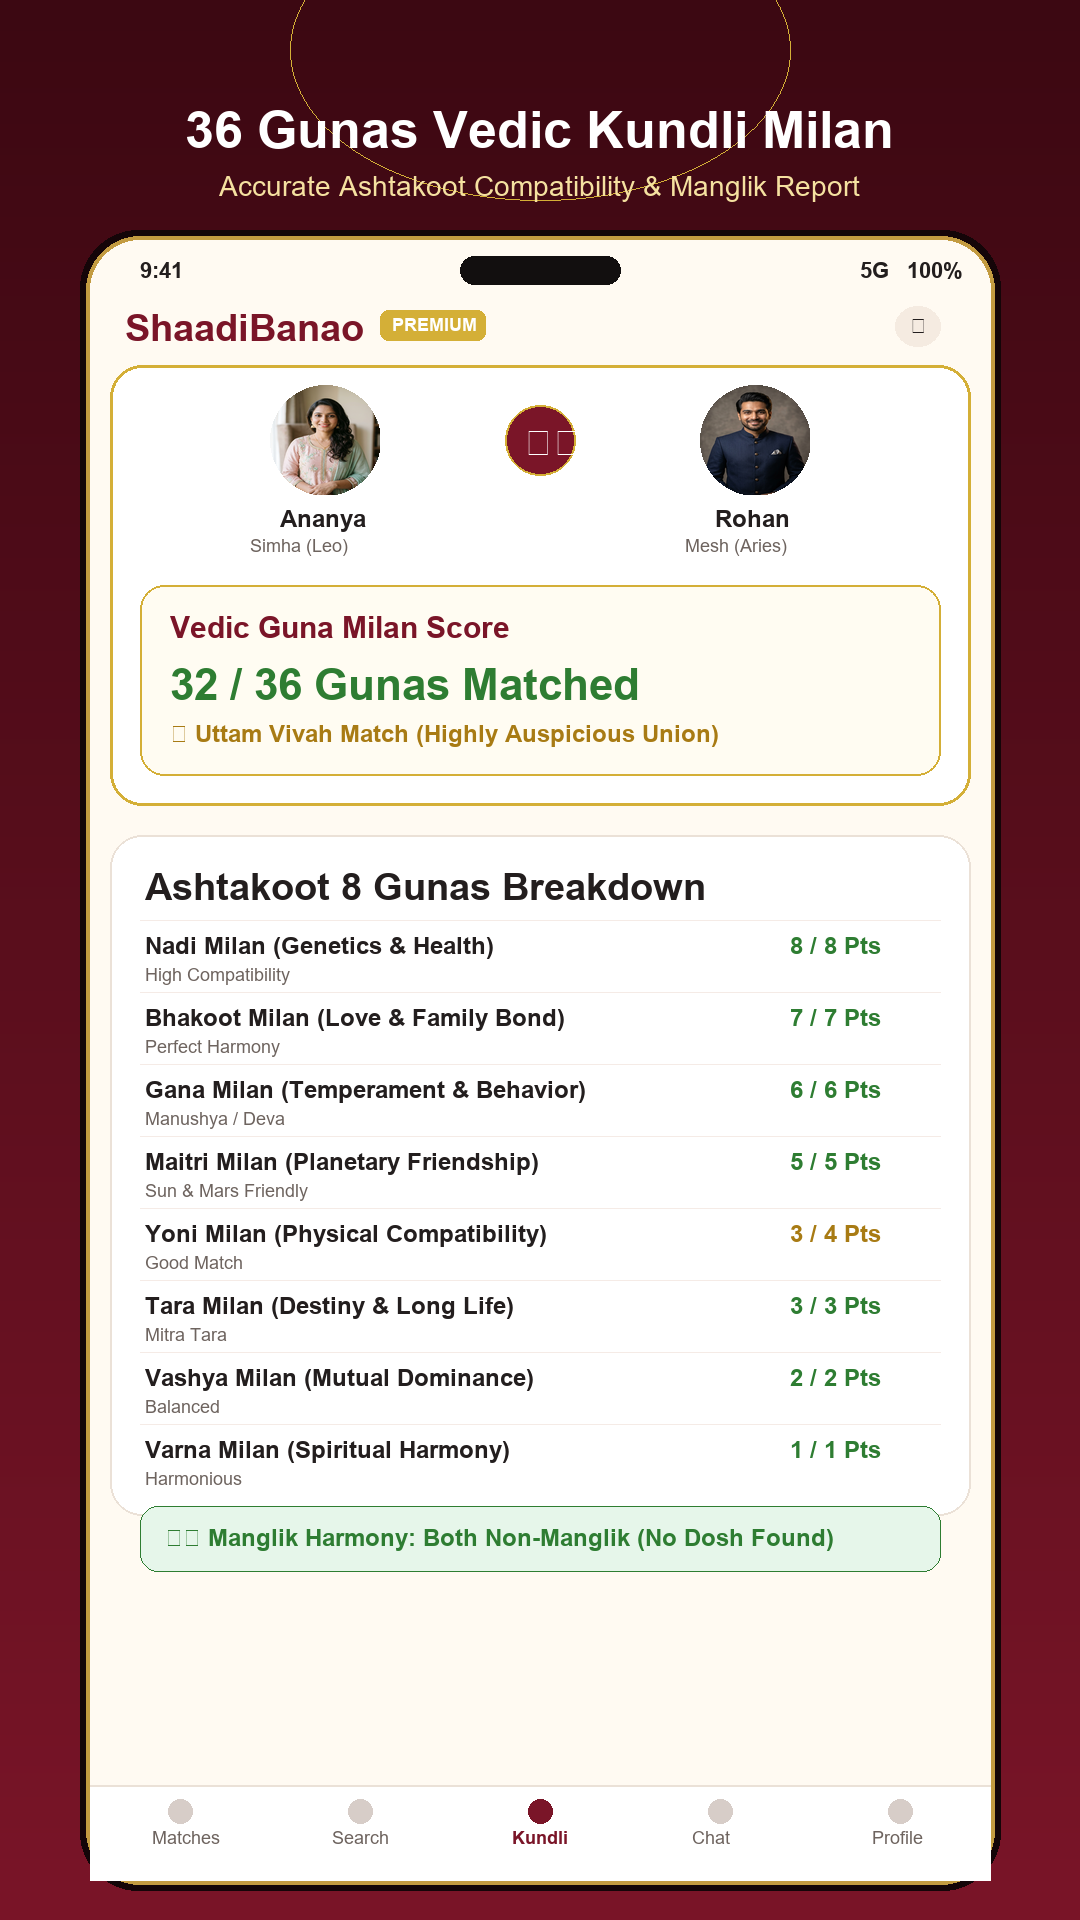 36 Gunas Vedic Kundli Milan
Accurate Ashtakoot Compatibility & Manglik Report
9:41
5G 100%
ShaadiBanao PREMIUM
Ananya
Simha (Leo)
Rohan
Mesh (Aries)
Vedic Guna Milan Score
32 / 36 Gunas Matched
Uttam Vivah Match (Highly Auspicious Union)
Ashtakoot 8 Gunas Breakdown
Nadi Milan (Genetics & Health) 8 / 8 Pts
High Compatibility
Bhakoot Milan (Love & Family Bond) 7 / 7 Pts
Perfect Harmony
Gana Milan (Temperament & Behavior) 6 / 6 Pts
Manushya / Deva
Maitri Milan (Planetary Friendship) 5 / 5 Pts
Sun & Mars Friendly
Yoni Milan (Physical Compatibility) 3 / 4 Pts
Good Match
Tara Milan (Destiny & Long Life) 3 / 3 Pts
Mitra Tara
Vashya Milan (Mutual Dominance) 2 / 2 Pts
Balanced
Varna Milan (Spiritual Harmony) 1 / 1 Pts
Harmonious
Manglik Harmony: Both Non-Manglik (No Dosh Found)
Matches Search Kundli Chat Profile